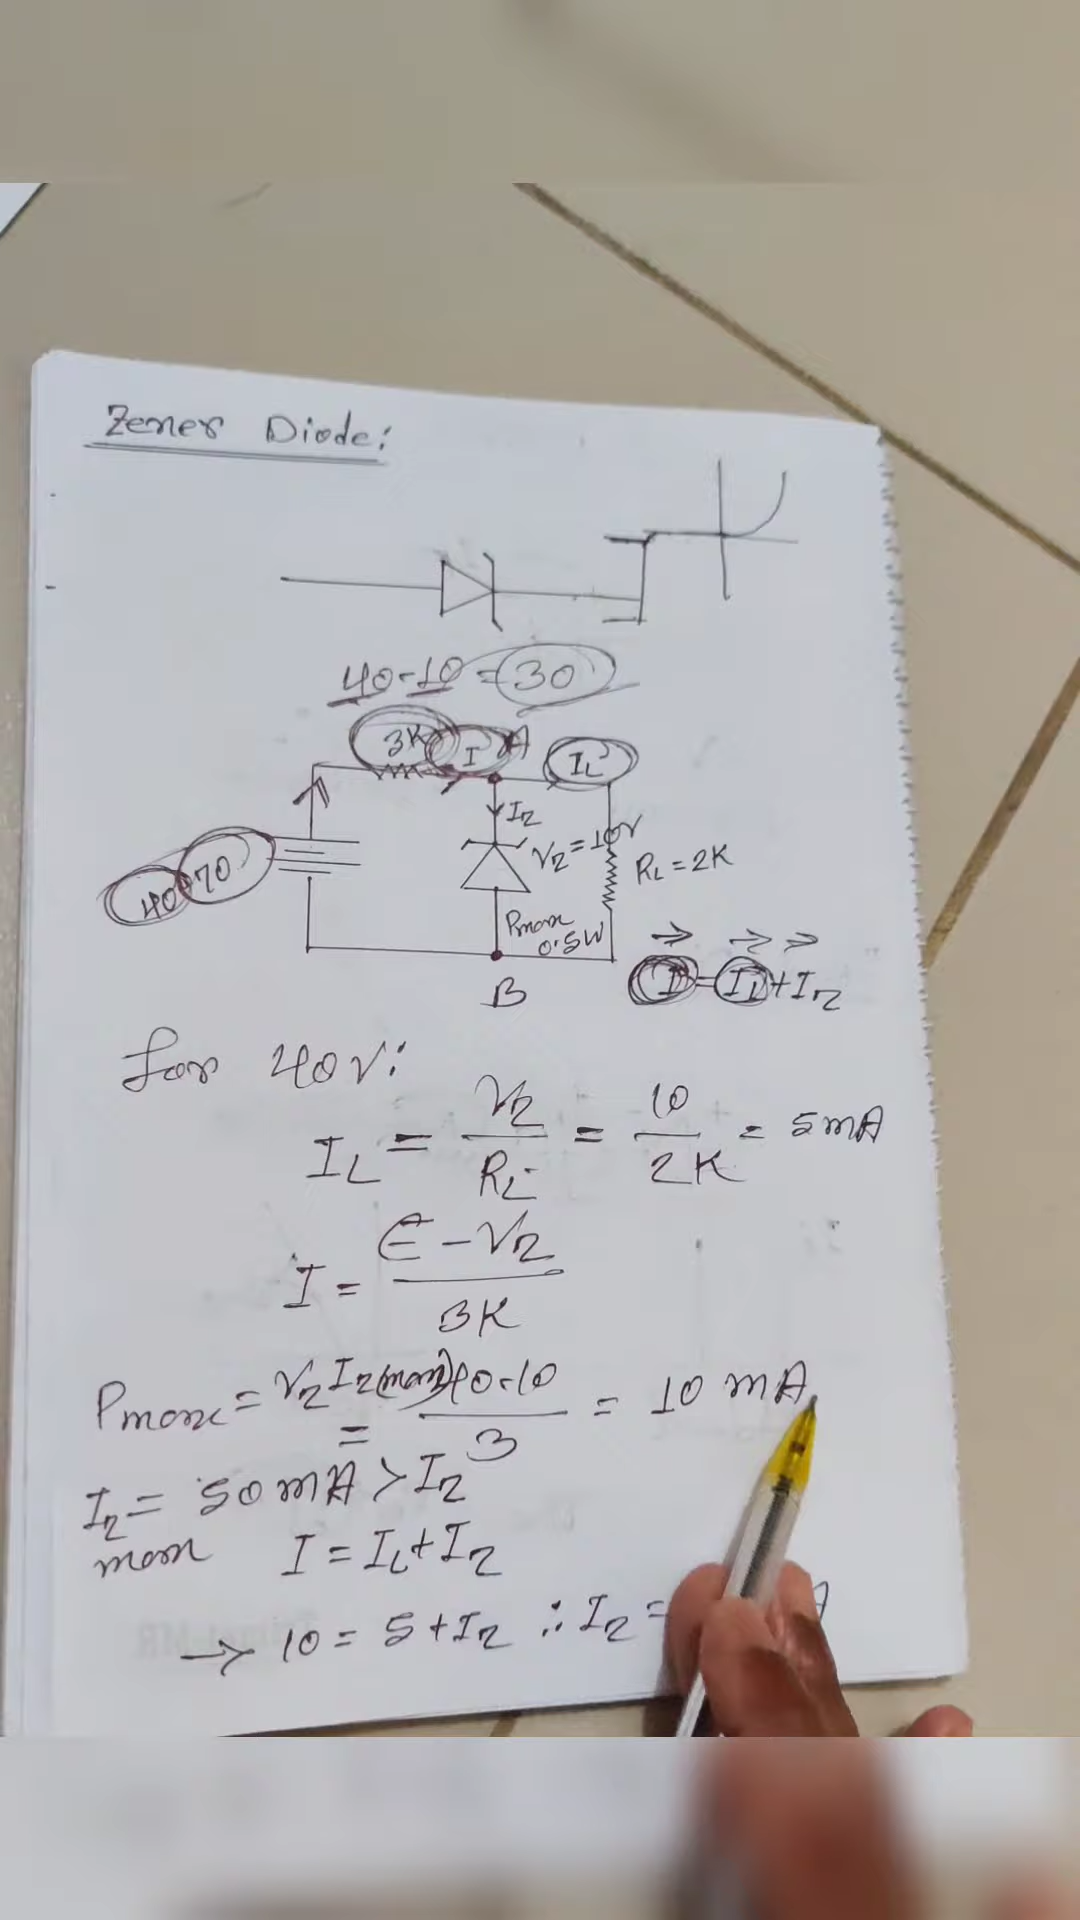 Zener Diode:
40-10 = 30
3K I A IL
IZ
VZ = 10V
40 70
RL = 2K
Pmax
0.5W
I = IL + IZ
B
for 40V:
IL = VZ / RL = 10 / 2K = 5mA
I = E - VZ / 3K
Pmax = VZ IZ(max)
= 40-10 / 3 = 10 mA
IZ = 50mA > IZ
max
I = IL + IZ
→ 10 = 5 + IZ ∴ IZ =